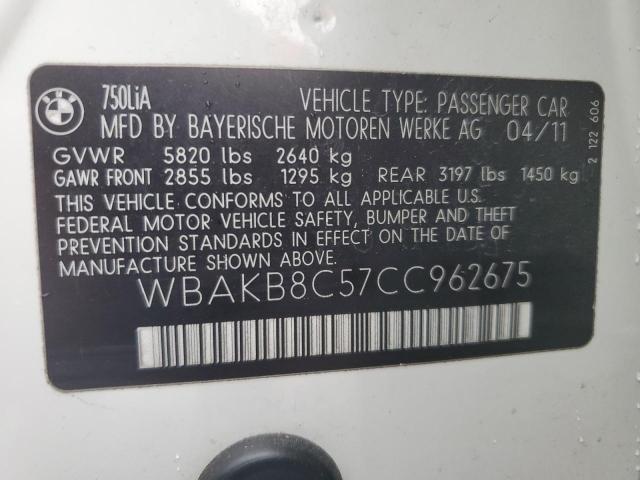 BMW 750LiA VEHICLE TYPE: PASSENGER CAR
MFD BY BAYERISCHE MOTOREN WERKE AG 04/11
GVWR 5820 lbs 2640 kg
GAWR FRONT 2855 lbs 1295 kg REAR 3197 lbs 1450 kg
THIS VEHICLE CONFORMS TO ALL APPLICABLE U.S.
FEDERAL MOTOR VEHICLE SAFETY, BUMPER AND THEFT
PREVENTION STANDARDS IN EFFECT ON THE DATE OF
MANUFACTURE SHOWN ABOVE.
WBAKB8C57CC962675
2 122 606